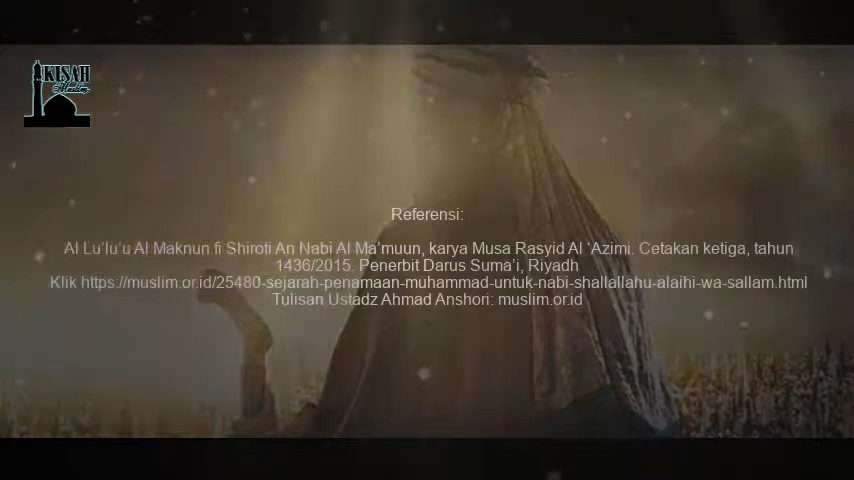 KISAH
Muslim
Referensi:
Al Lu’lu’u Al Maknun fi Shiroti An Nabi Al Ma’muun, karya Musa Rasyid Al ‘Azimi. Cetakan ketiga, tahun
1436/2015. Penerbit Darus Suma’i, Riyadh
Klik https://muslim.or.id/25480-sejarah-penamaan-muhammad-untuk-nabi-shallallahu-alaihi-wa-sallam.html
Tulisan Ustadz Ahmad Anshori: muslim.or.id